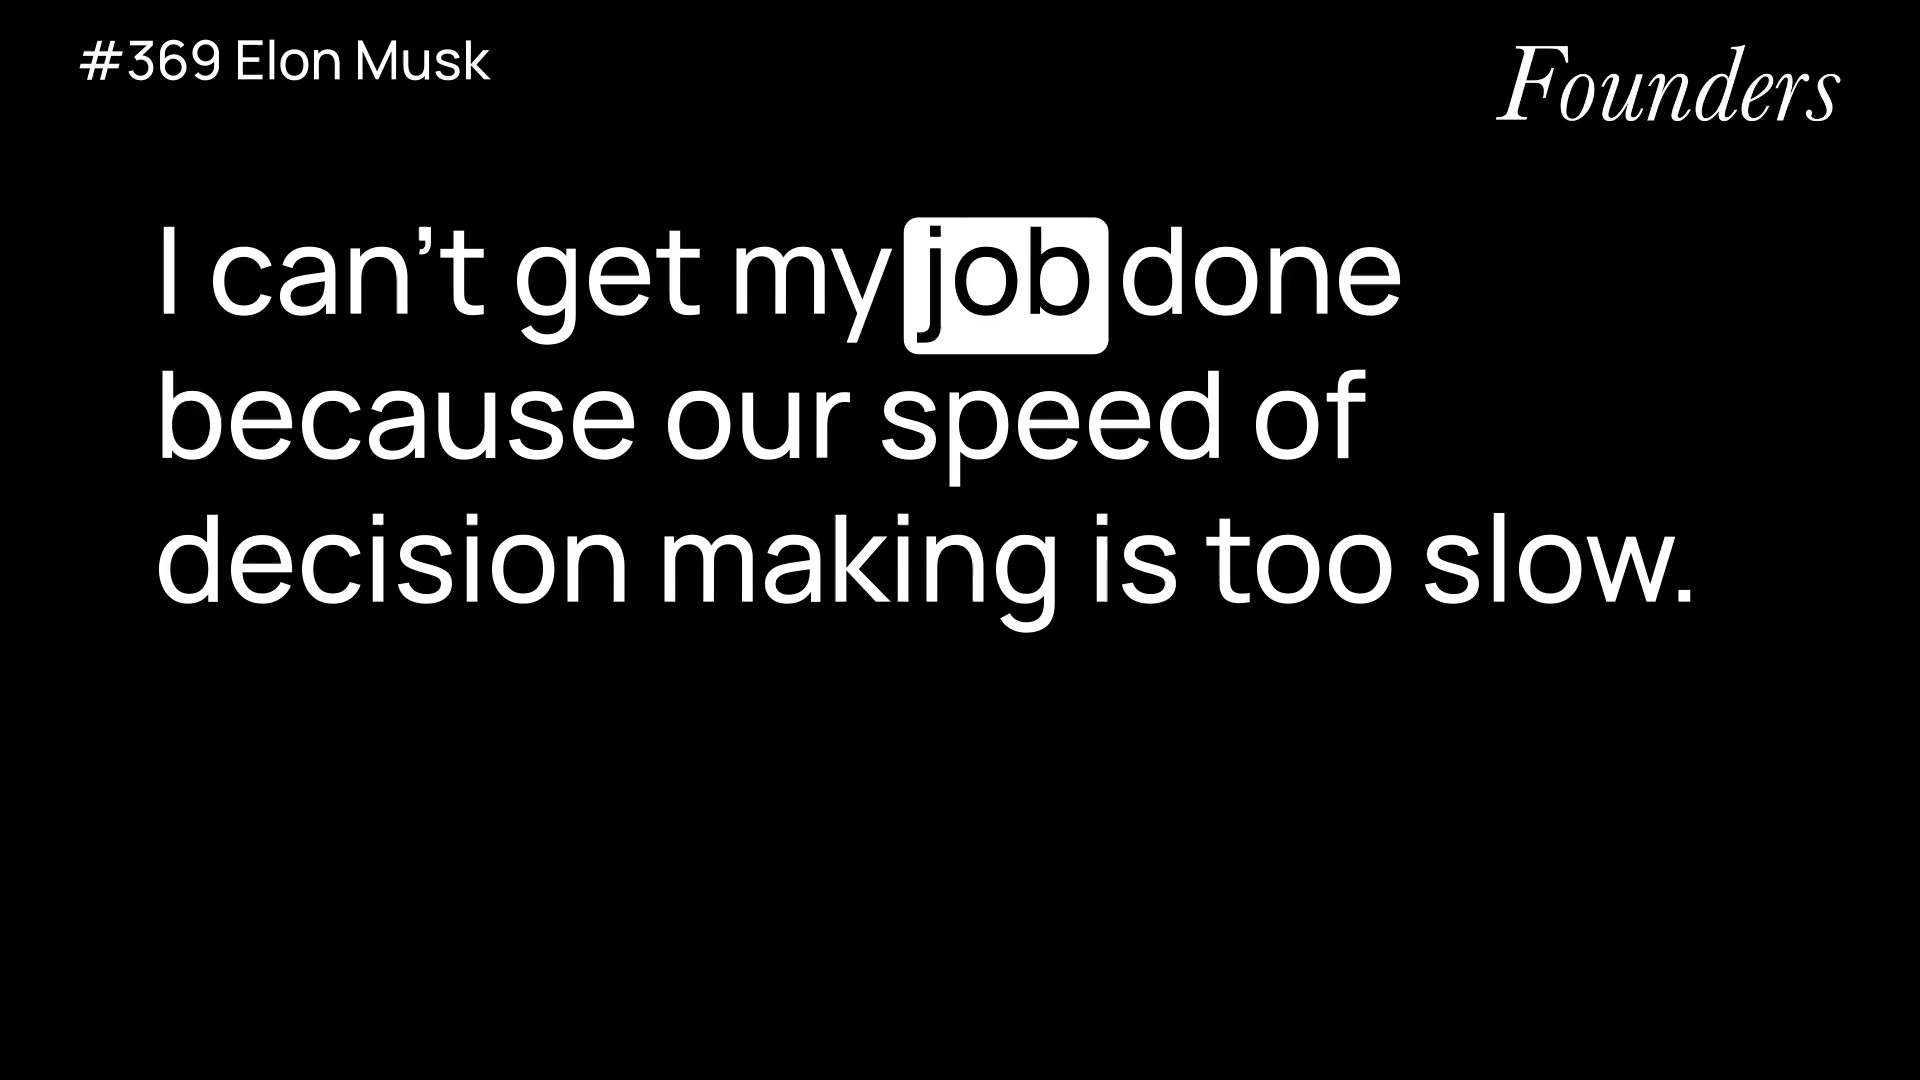 #369 Elon Musk
Founders
I can’t get my job done
because our speed of
decision making is too slow.